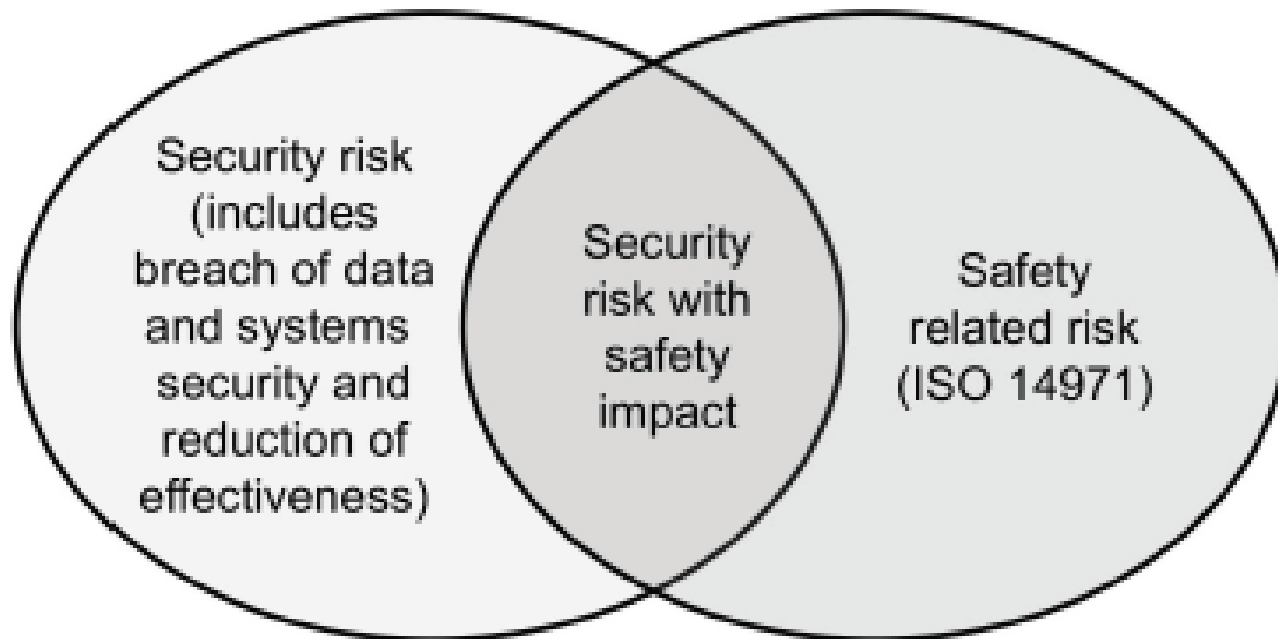 Security risk
(includes
breach of data
and systems
security and
reduction of
effectiveness)
Security
risk with
safety
impact
Safety
related risk
(ISO 14971)